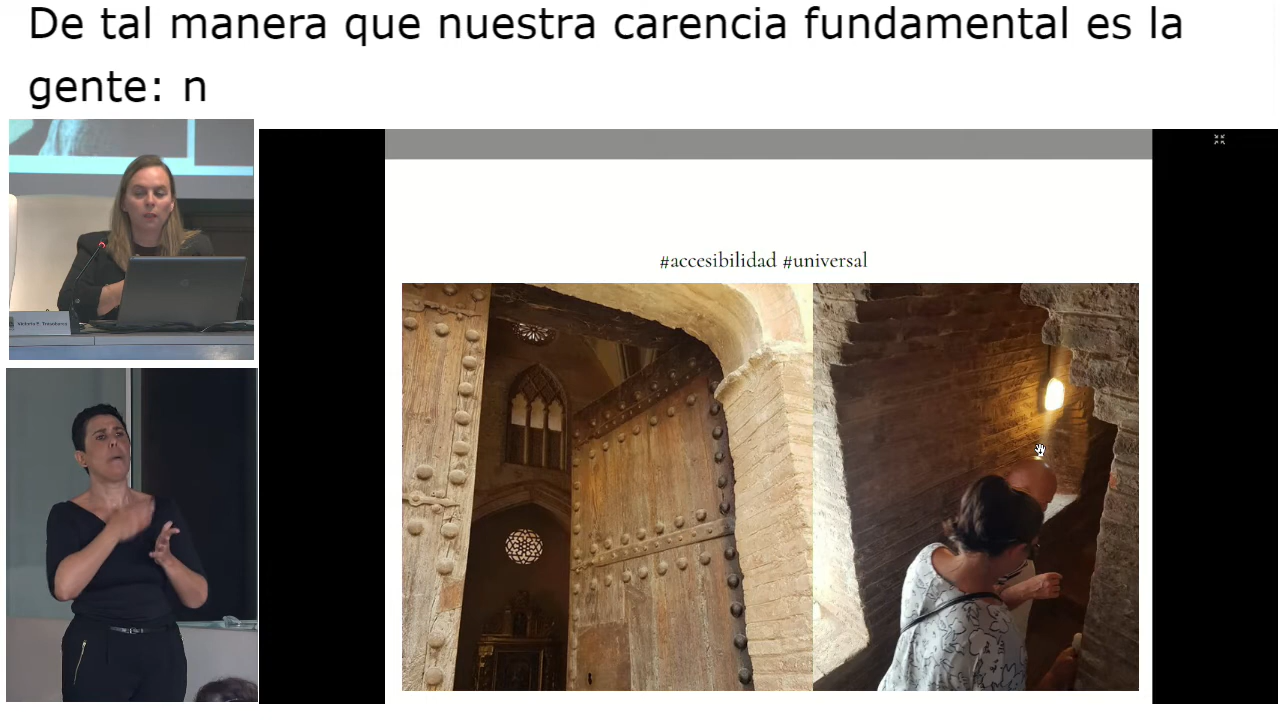 De tal manera que nuestra carencia fundamental es la
gente: n
#accesibilidad #universal